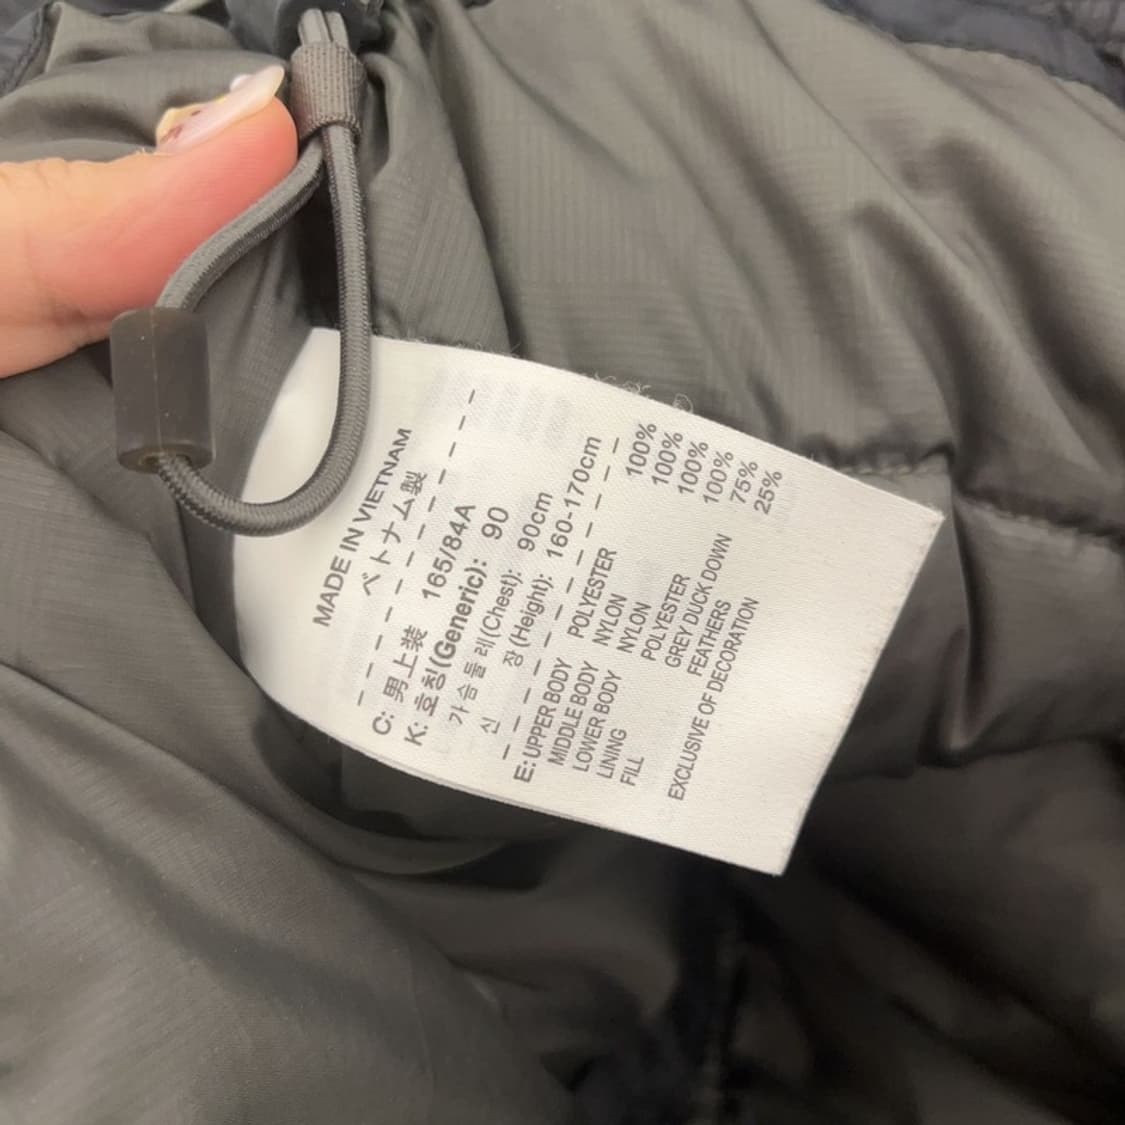 MADE IN VIETNAM
ベトナム製
C: 男上装 165/84A
K: 호칭(Generic): 90
가슴둘레(Chest): 90cm
신 장(Height): 160-170cm
E: UPPER BODY POLYESTER 100%
MIDDLE BODY NYLON 100%
LOWER BODY NYLON 100%
LINING POLYESTER 100%
FILL GREY DUCK DOWN 75%
FEATHERS 25%
EXCLUSIVE OF DECORATION